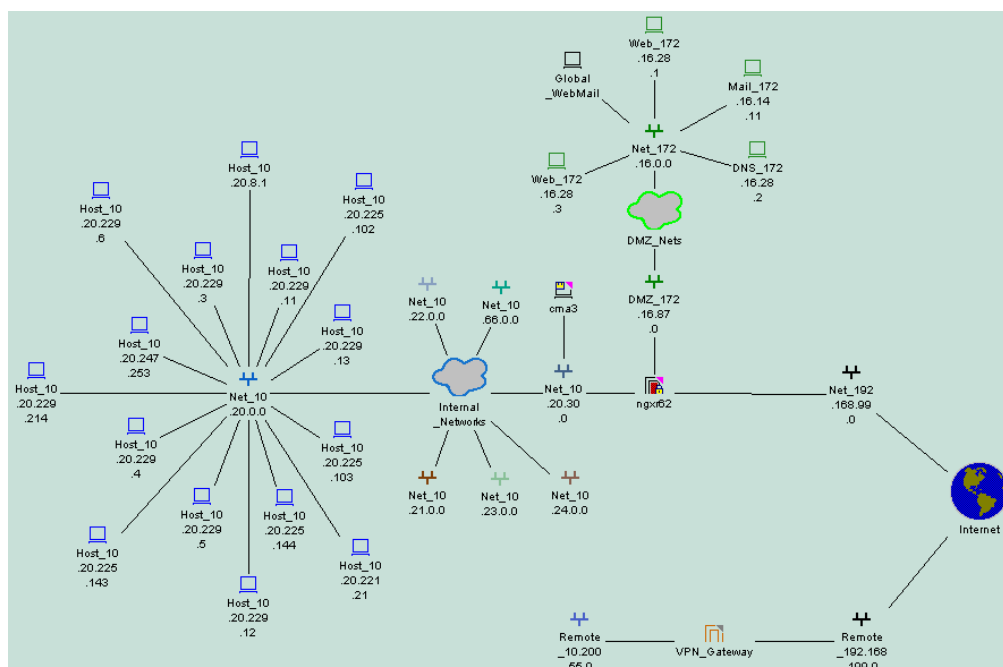 Web_172
.16.28
.1
Global
_WebMail
Mail_172
.16.14
.11
Net_172
.16.0.0
Web_172
.16.28
.3
DNS_172
.16.28
.2
DMZ_Nets
DMZ_172
.16.87
.0
Host_10
.20.8.1
Host_10
.20.229
.6
Host_10
.20.225
.102
Host_10
.20.229
.3
Host_10
.20.229
.11
Host_10
.20.229
.13
Host_10
.20.247
.253
Host_10
.20.229
.214
Net_10
.20.0.0
Host_10
.20.229
.4
Host_10
.20.225
.103
Host_10
.20.229
.5
Host_10
.20.225
.144
Host_10
.20.225
.143
Host_10
.20.221
.21
Host_10
.20.229
.12
Net_10
.22.0.0
Net_10
.66.0.0
cma3
Internal
_Networks
Net_10
.20.30
.0
ngxr62
Net_192
.168.99
.0
Net_10
.21.0.0
Net_10
.23.0.0
Net_10
.24.0.0
Internet
Remote
_10.200
VPN_Gateway
Remote
_192.168